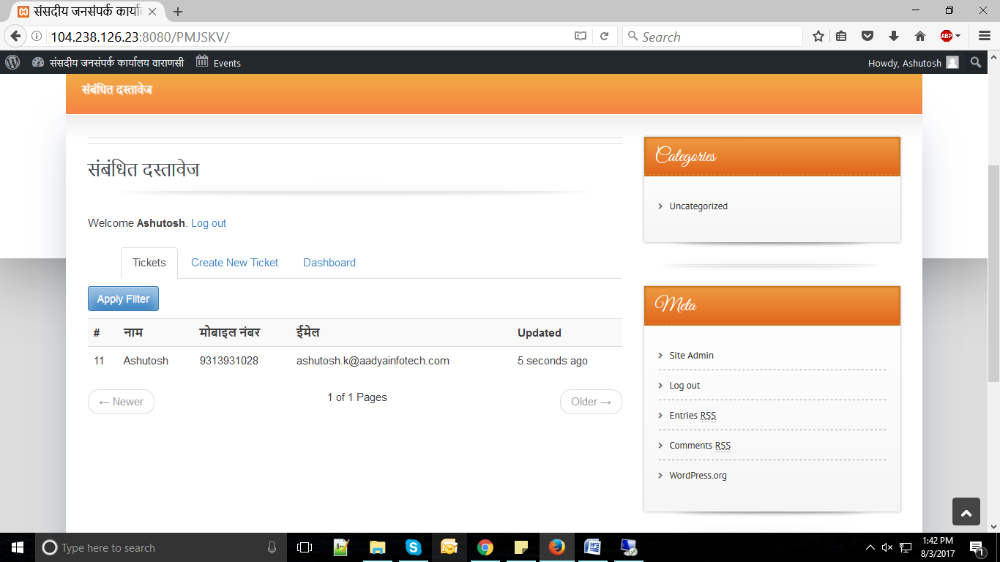 संसदीय जनसंपर्क कार्याल
104.238.126.23:8080/PMJSKV/
Search
ABP
संसदीय जनसंपर्क कार्यालय वाराणसी
Events
Howdy, Ashutosh
संबंधित दस्तावेज
संबंधित दस्तावेज
Welcome Ashutosh. Log out
Tickets
Create New Ticket
Dashboard
Apply Filter
# नाम मोबाइल नंबर ईमेल Updated
11 Ashutosh 9313931028 ashutosh.k@aadyainfotech.com 5 seconds ago
← Newer
1 of 1 Pages
Older →
Categories
Uncategorized
Meta
Site Admin
Log out
Entries RSS
Comments RSS
WordPress.org
Type here to search
1:42 PM
8/3/2017
1